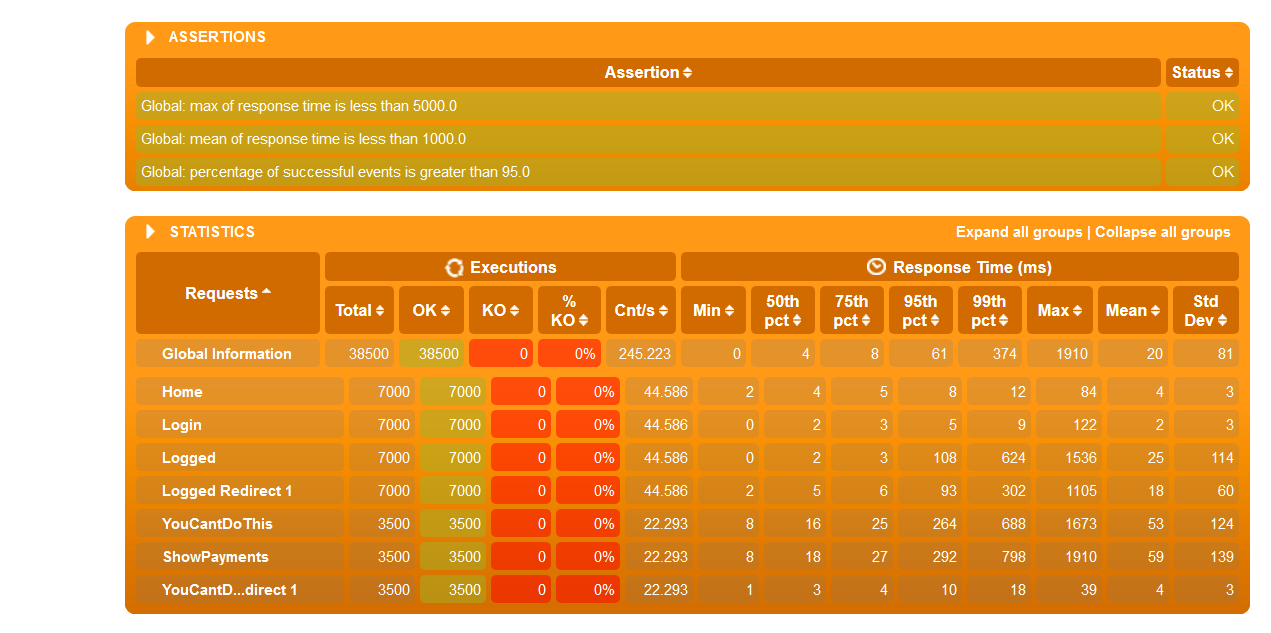 ASSERTIONS
Assertion Status
Global: max of response time is less than 5000.0 OK
Global: mean of response time is less than 1000.0 OK
Global: percentage of successful events is greater than 95.0 OK
STATISTICS Expand all groups | Collapse all groups
Requests Executions Response Time (ms)
Total OK KO % KO Cnt/s Min 50th pct 75th pct 95th pct 99th pct Max Mean Std Dev
Global Information 38500 38500 0 0% 245.223 0 4 8 61 374 1910 20 81
Home 7000 7000 0 0% 44.586 2 4 5 8 12 84 4 3
Login 7000 7000 0 0% 44.586 0 2 3 5 9 122 2 3
Logged 7000 7000 0 0% 44.586 0 2 3 108 624 1536 25 114
Logged Redirect 1 7000 7000 0 0% 44.586 2 5 6 93 302 1105 18 60
YouCantDoThis 3500 3500 0 0% 22.293 8 16 25 264 688 1673 53 124
ShowPayments 3500 3500 0 0% 22.293 8 18 27 292 798 1910 59 139
YouCantD...direct 1 3500 3500 0 0% 22.293 1 3 4 10 18 39 4 3